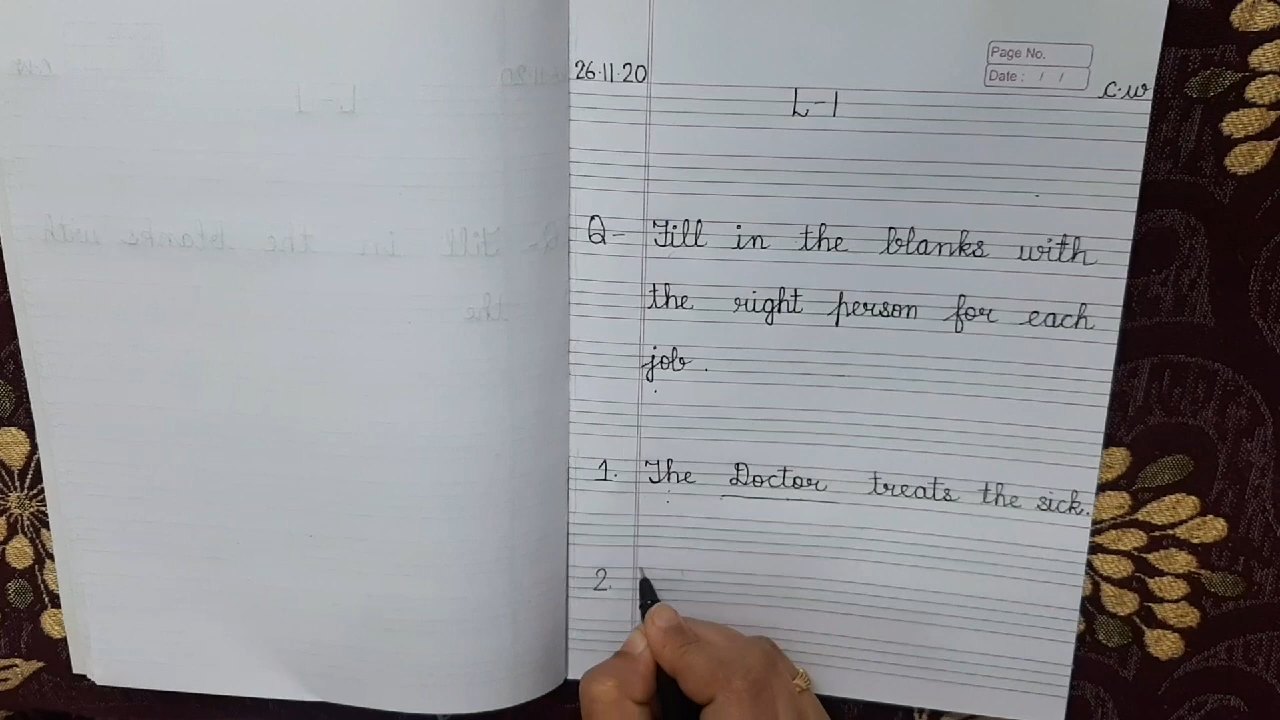 Page No.
26.11.20
Date : / /
C.W
L-1
Q- Fill in the blanks with
the right person for each
job.
1. The Doctor treats the sick.
2.